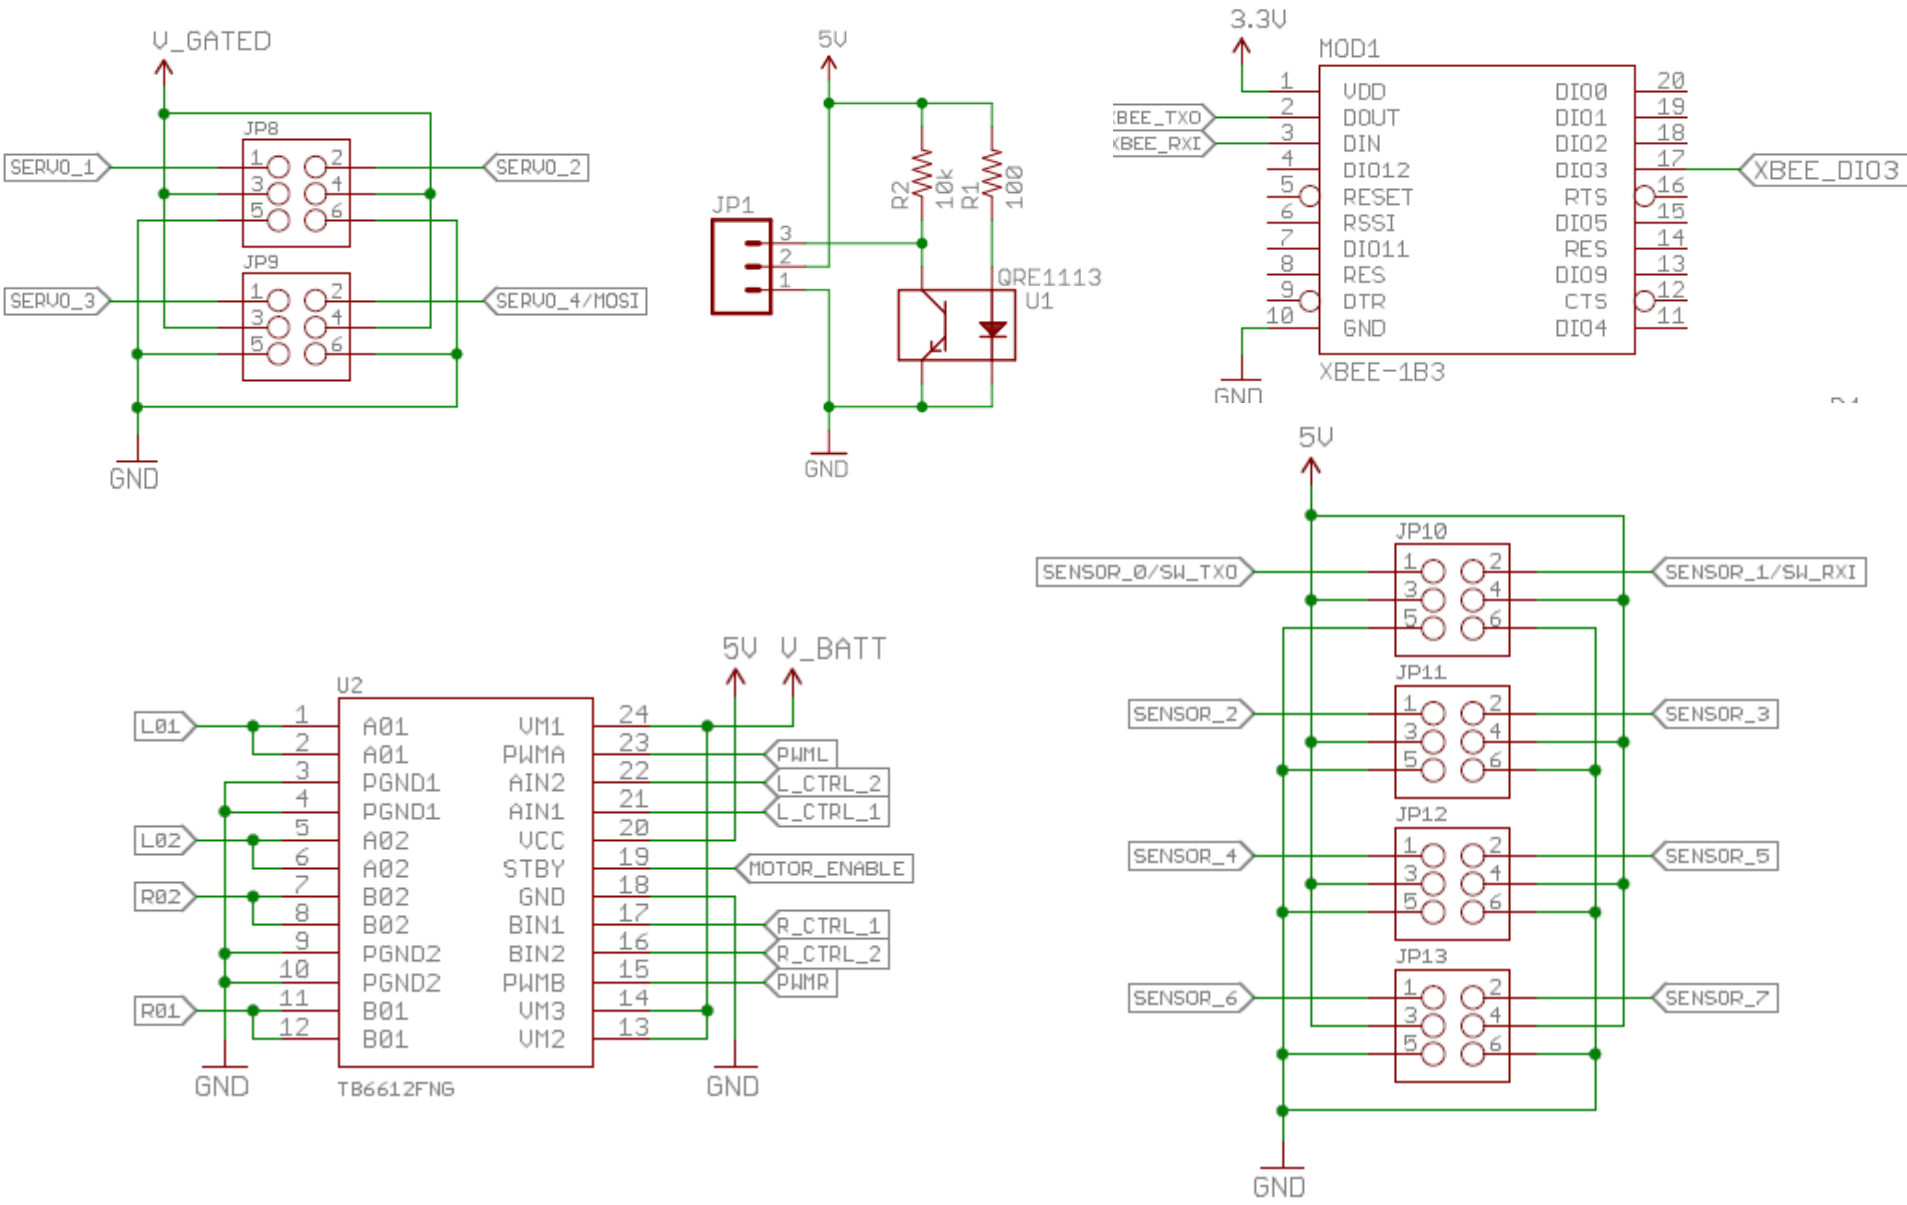 V_GATED
JP8
SERVO_1
1
2
SERVO_2
3
4
5
6
JP9
SERVO_3
1
2
SERVO_4/MOSI
3
4
5
6
GND
5V
R2
10k
R1
100
JP1
3
2
1
QRE1113
U1
GND
3.3V
MOD1
1 VDD DIO0 20
XBEE_TXO 2 DOUT DIO1 19
XBEE_RXI 3 DIN DIO2 18
4 DIO12 DIO3 17 XBEE_DIO3
5 RESET RTS 16
6 RSSI DIO5 15
7 DIO11 RES 14
8 RES DIO9 13
9 DTR CTS 12
10 GND DIO4 11
XBEE-1B3
GND
5V V_BATT
U2
L01 1 A01 VM1 24
2 A01 PWMA 23 PWML
3 PGND1 AIN2 22 L_CTRL_2
4 PGND1 AIN1 21 L_CTRL_1
L02 5 A02 VCC 20
6 A02 STBY 19 MOTOR_ENABLE
R02 7 B02 GND 18
8 B02 BIN1 17 R_CTRL_1
9 PGND2 BIN2 16 R_CTRL_2
10 PGND2 PWMB 15 PWMR
R01 11 B01 VM3 14
12 B01 VM2 13
GND
GND
TB6612FNG
5V
JP10
SENSOR_0/SW_TXO 1 2 SENSOR_1/SW_RXI
3 4
5 6
JP11
SENSOR_2 1 2 SENSOR_3
3 4
5 6
JP12
SENSOR_4 1 2 SENSOR_5
3 4
5 6
JP13
SENSOR_6 1 2 SENSOR_7
3 4
5 6
GND